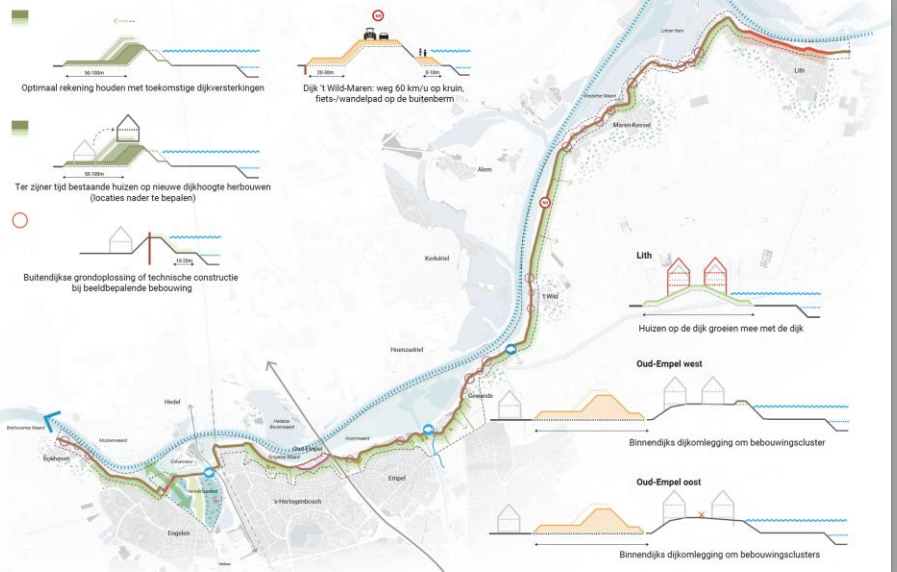 50-100m
Optimaal rekening houden met toekomstige dijkversterkingen
60
20-30m
0-10m
Dijk 't Wild-Maren: weg 60 km/u op kruin,
fiets-/wandelpad op de buitenberm
50-100m
Ter zijner tijd bestaande huizen op nieuwe dijkhoogte herbouwen
(locaties nader te bepalen)
10-20m
Buitendijkse grondoplossing of technische constructie
bij beeldbepalende bebouwing
Lithse Ham
Lith
Maren-Kessel
Alem
60
Kerkdriel
't Wild
Hoenzadriel
Gewande
Hedel
Oud-Empel
Empel
's-Hertogenbosch
Engelen
Bokhoven
Lith
Huizen op de dijk groeien mee met de dijk
Oud-Empel west
Binnendijks dijkomlegging om bebouwingscluster
Oud-Empel oost
Binnendijks dijkomlegging om bebouwingsclusters